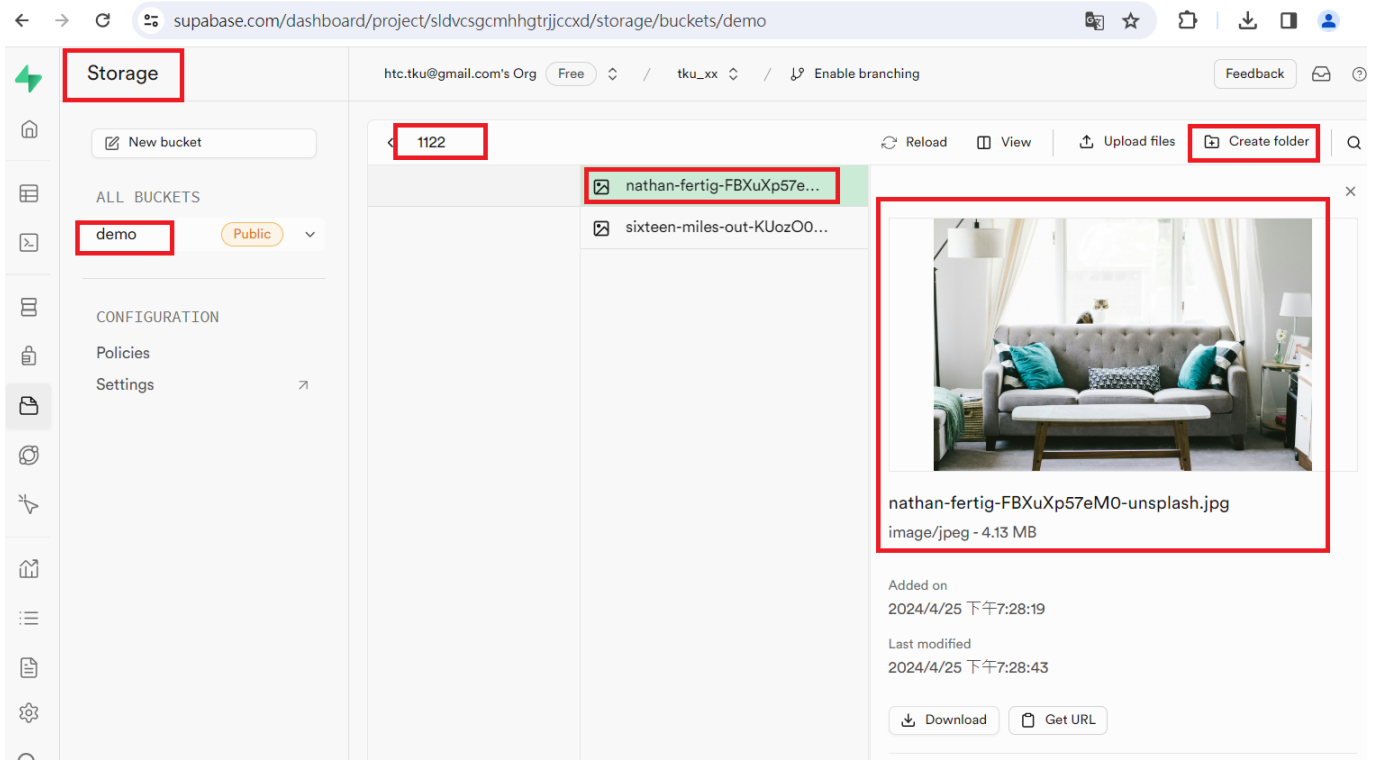 supabase.com/dashboard/project/sldvcsgcmhhgtrjjccxd/storage/buckets/demo
Storage
htc.tku@gmail.com's Org Free / tku_xx / Enable branching
Feedback
New bucket
1122
Reload View Upload files Create folder
ALL BUCKETS
demo Public
nathan-fertig-FBXuXp57e...
sixteen-miles-out-KUozO0...
CONFIGURATION
Policies
Settings
nathan-fertig-FBXuXp57eM0-unsplash.jpg
image/jpeg - 4.13 MB
Added on
2024/4/25 下午7:28:19
Last modified
2024/4/25 下午7:28:43
Download Get URL